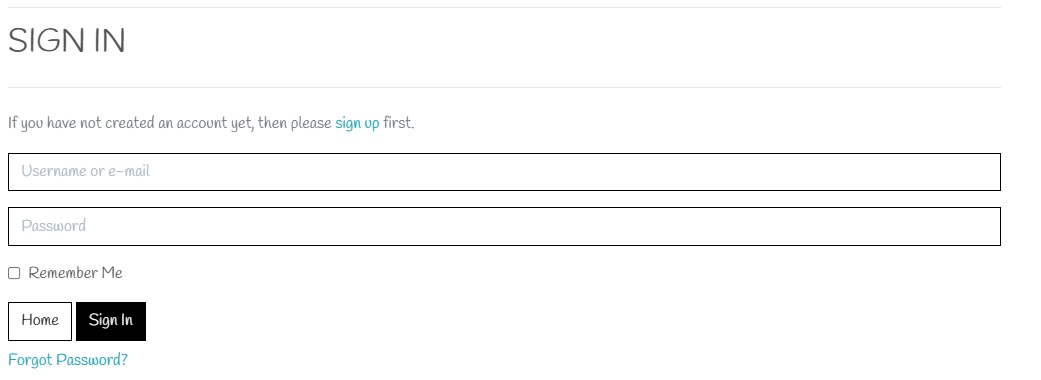 SIGN IN
If you have not created an account yet, then please sign up first.
Username or e-mail
Password
Remember Me
Home Sign In
Forgot Password?